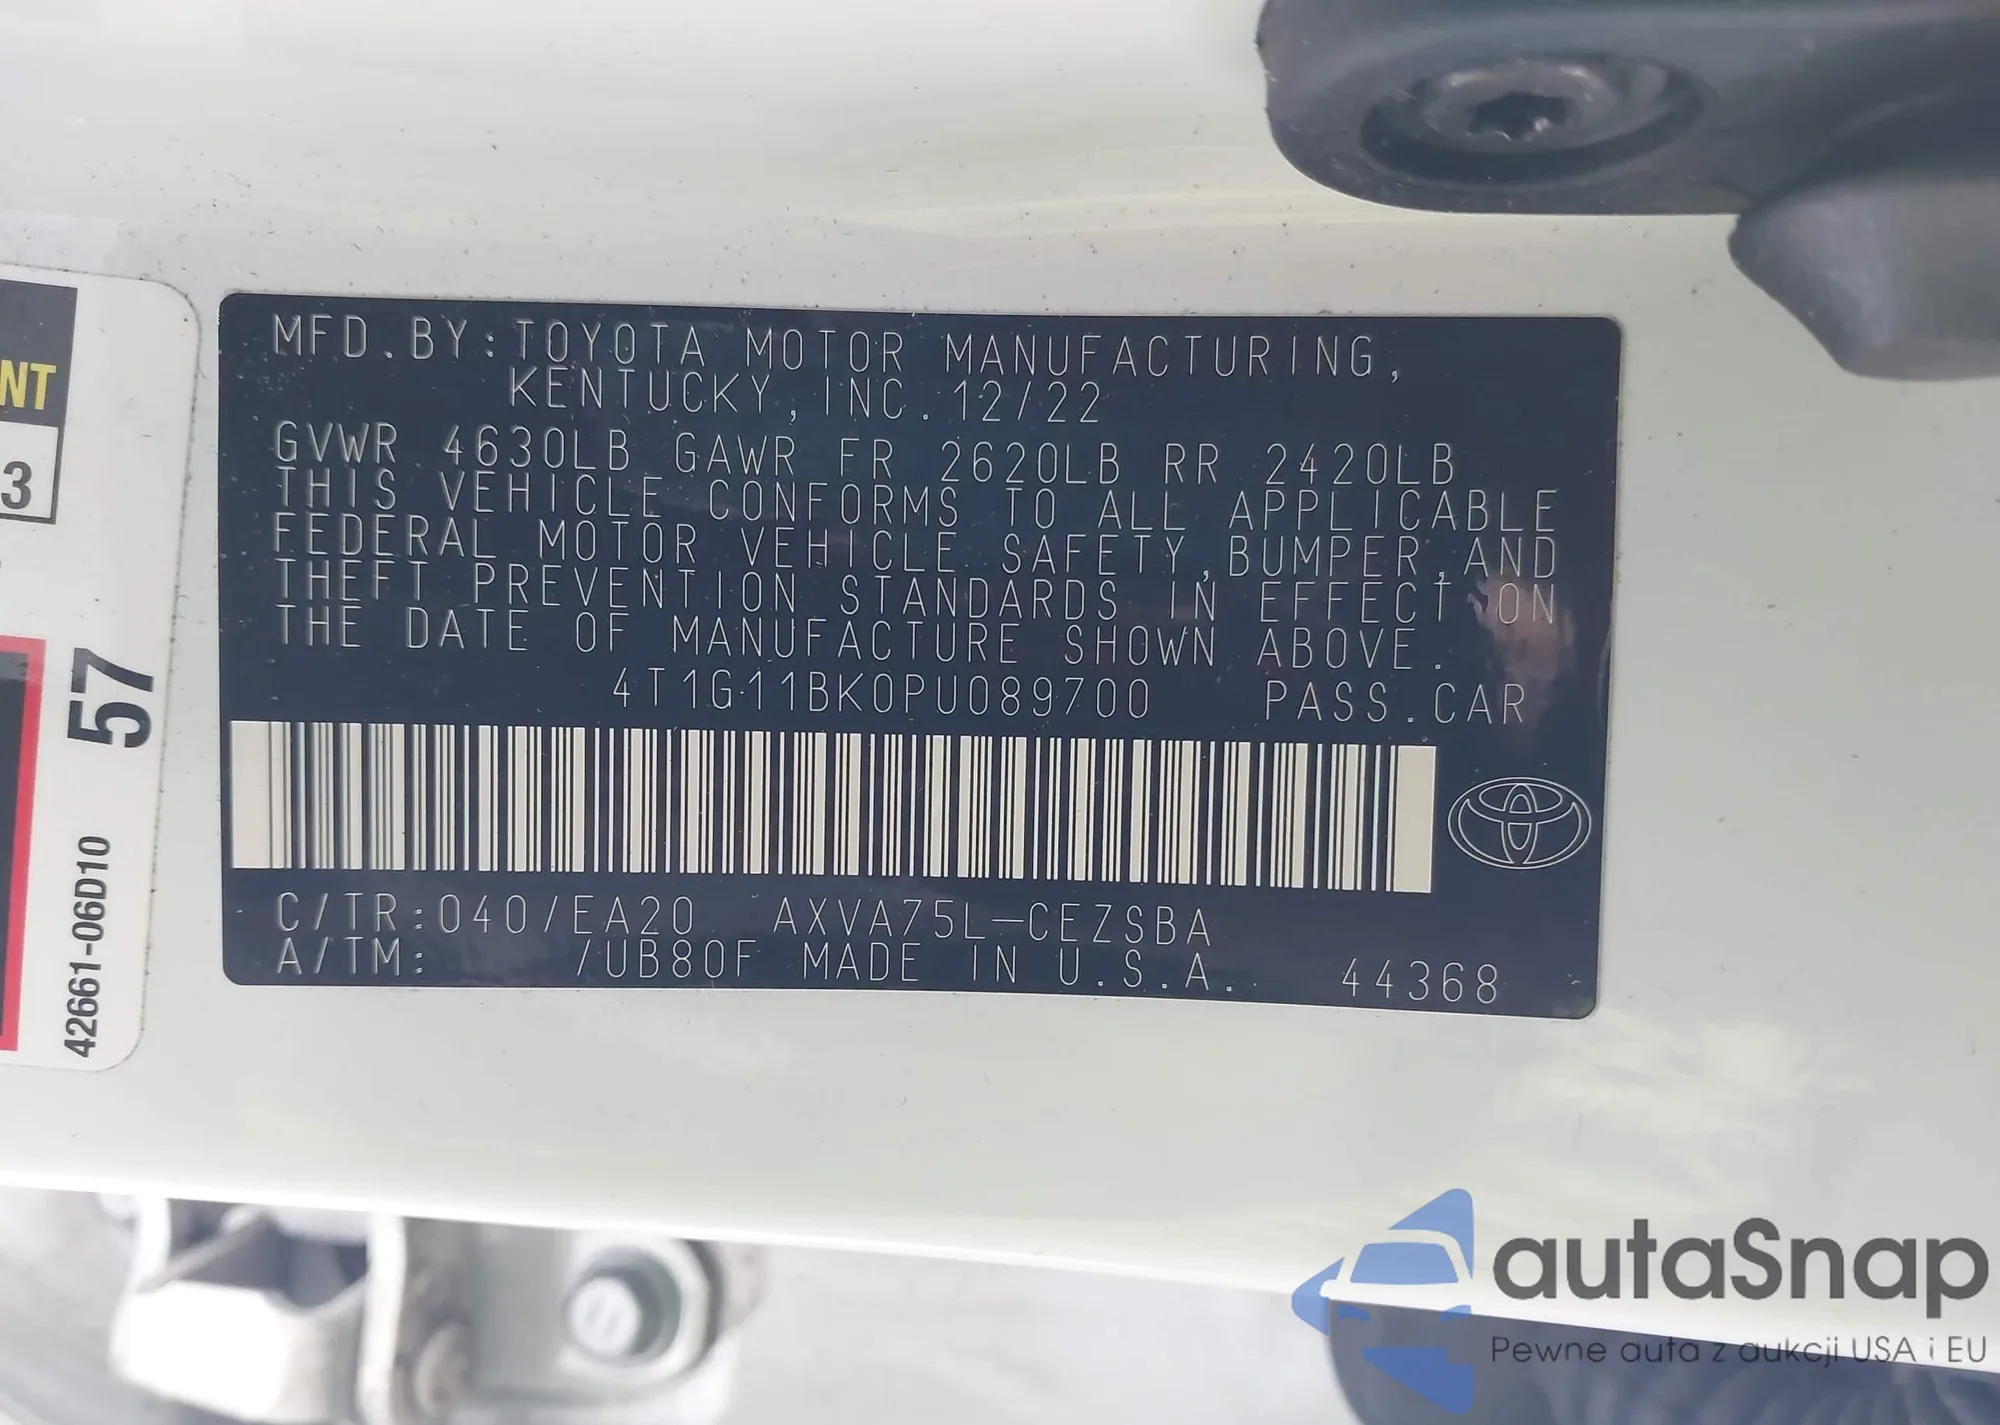 NT
3
57
42661-06D10
MFD.BY:TOYOTA MOTOR MANUFACTURING,
KENTUCKY,INC. 12/22
GVWR 4630LB GAWR FR 2620LB RR 2420LB
THIS VEHICLE CONFORMS TO ALL APPLICABLE
FEDERAL MOTOR VEHICLE SAFETY,BUMPER,AND
THEFT PREVENTION STANDARDS IN EFFECT ON
THE DATE OF MANUFACTURE SHOWN ABOVE.
4T1G11BK0PU089700 PASS.CAR
C/TR:040/EA20 AXVA75L-CEZSBA
A/TM: /UB80F MADE IN U.S.A. 44368
autaSnap
Pewne auta z aukcji USA i EU